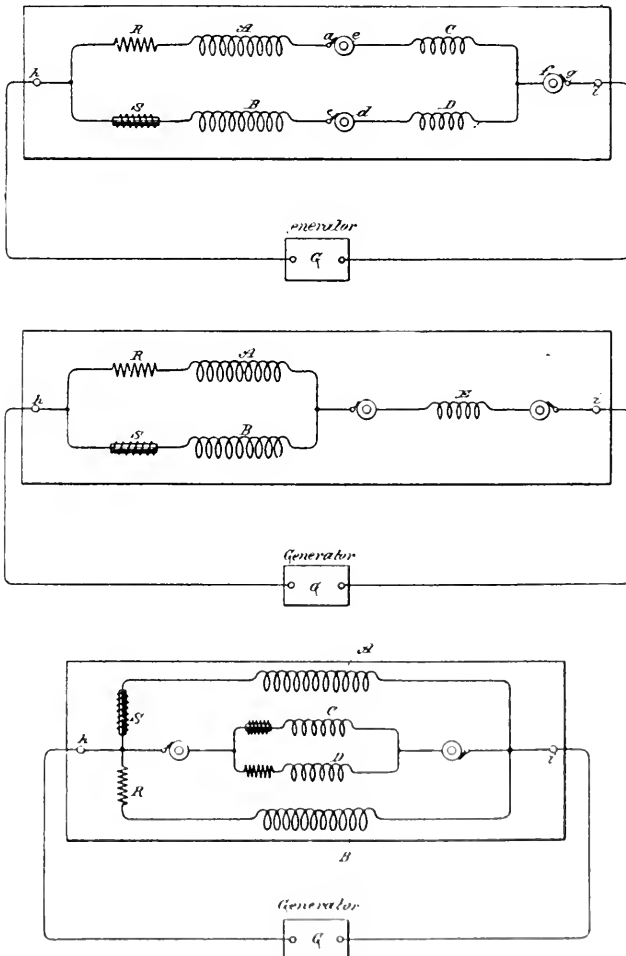 R A a e C
h f g i
S B c d D
enerator
G
R A
h E i
S B
Generator
G
A
S C
h D i
R
B
Generator
G